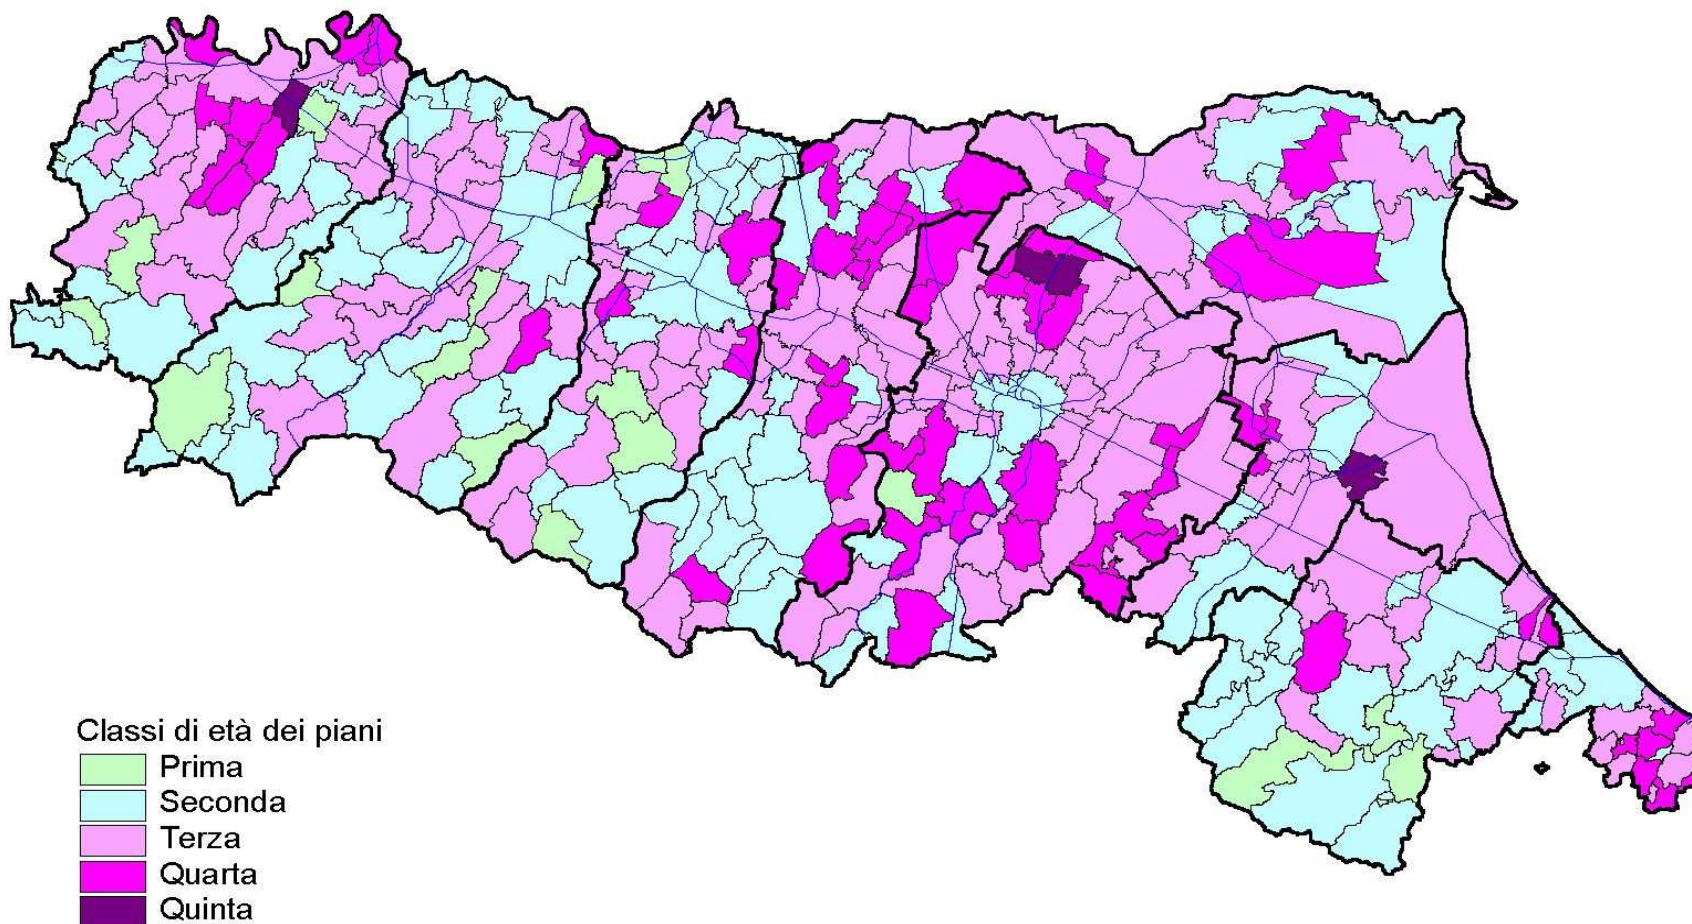 Classi di età dei piani
Prima
Seconda
Terza
Quarta
Quinta